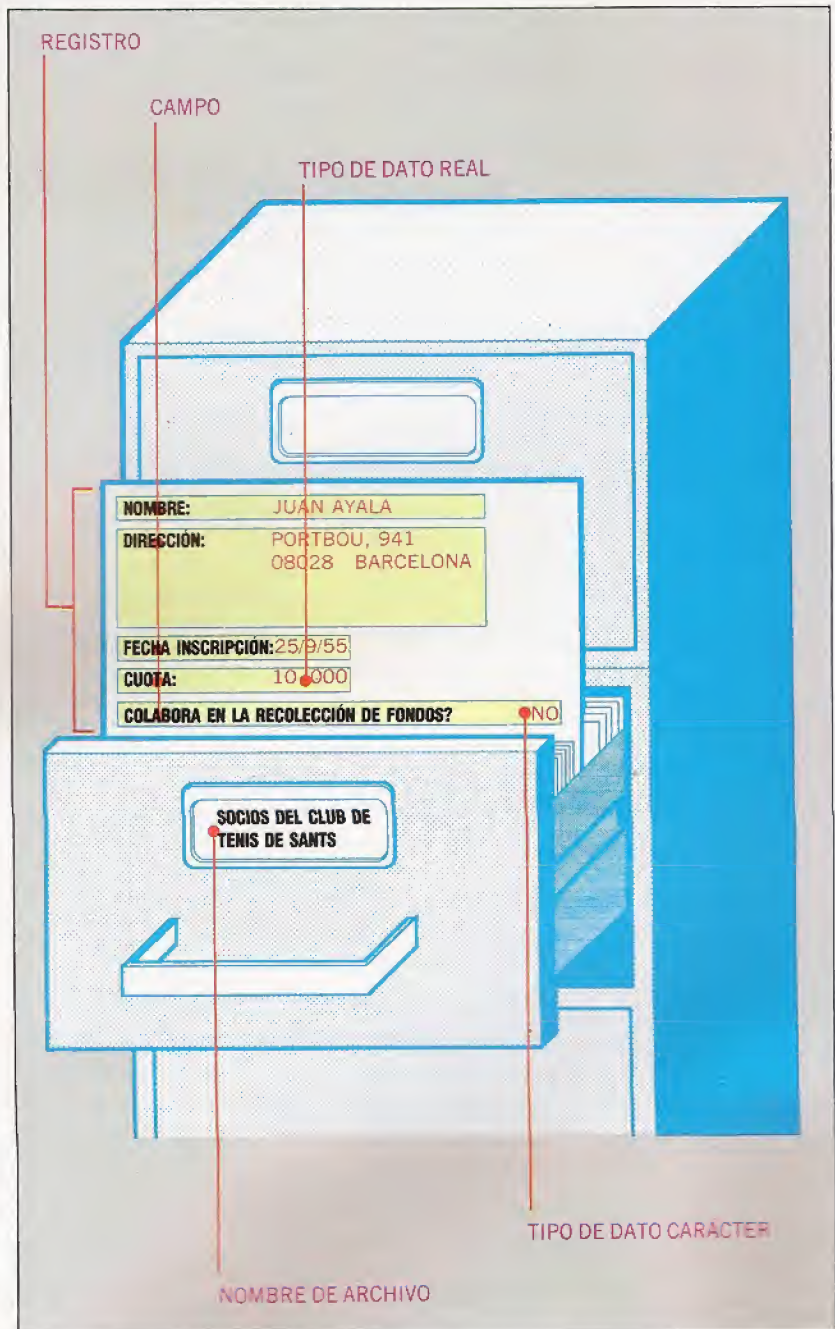 REGISTRO
CAMPO
TIPO DE DATO REAL
NOMBRE: JUAN AYALA
DIRECCIÓN: PORTBOU, 941
08028 BARCELONA
FECHA INSCRIPCIÓN: 25/9/55
CUOTA: 10.000
COLABORA EN LA RECOLECCIÓN DE FONDOS? NO
SOCIOS DEL CLUB DE
TENIS DE SANTS
TIPO DE DATO CARACTER
NOMBRE DE ARCHIVO